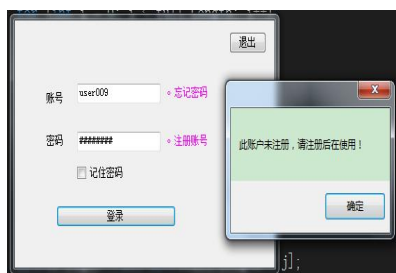 退出
账号 user009 ∘ 忘记密码
密码 ######## ∘ 注册账号
记住密码
登录
X
此账户未注册，请注册后在使用！
确定
j];